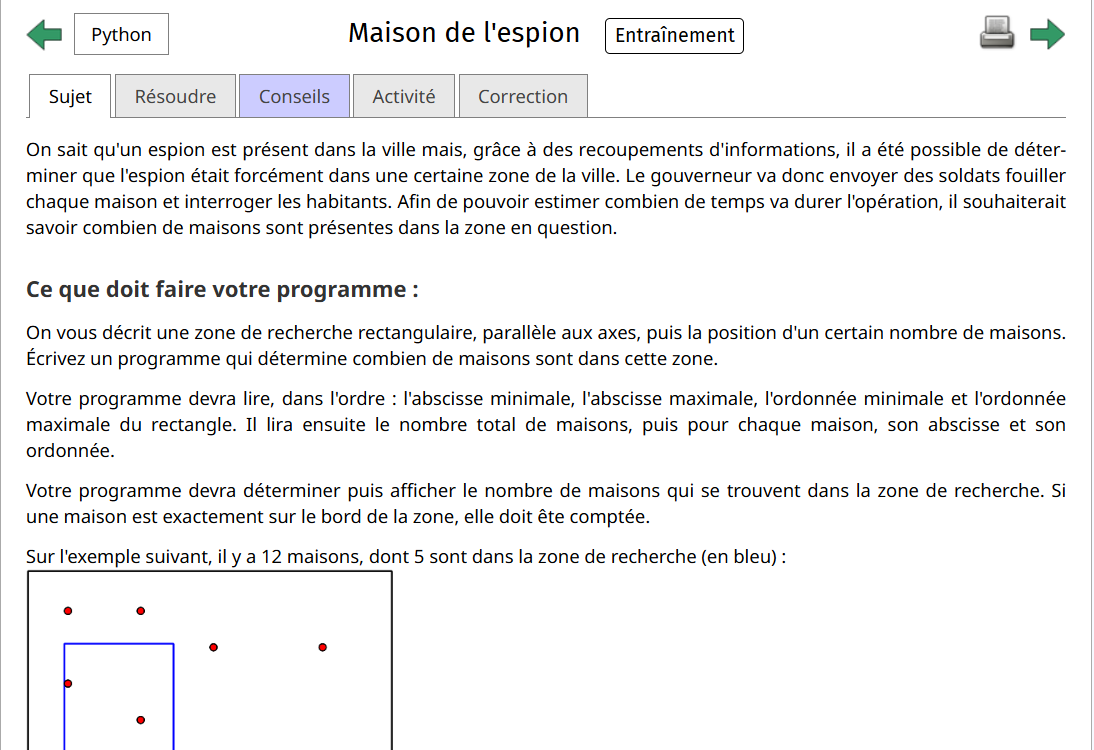 Python
Maison de l'espion
Entraînement
Sujet
Résoudre
Conseils
Activité
Correction
On sait qu'un espion est présent dans la ville mais, grâce à des recoupements d'informations, il a été possible de déter-
miner que l'espion était forcément dans une certaine zone de la ville. Le gouverneur va donc envoyer des soldats fouiller
chaque maison et interroger les habitants. Afin de pouvoir estimer combien de temps va durer l'opération, il souhaiterait
savoir combien de maisons sont présentes dans la zone en question.
Ce que doit faire votre programme :
On vous décrit une zone de recherche rectangulaire, parallèle aux axes, puis la position d'un certain nombre de maisons.
Écrivez un programme qui détermine combien de maisons sont dans cette zone.
Votre programme devra lire, dans l'ordre : l'abscisse minimale, l'abscisse maximale, l'ordonnée minimale et l'ordonnée
maximale du rectangle. Il lira ensuite le nombre total de maisons, puis pour chaque maison, son abscisse et son
ordonnée.
Votre programme devra déterminer puis afficher le nombre de maisons qui se trouvent dans la zone de recherche. Si
une maison est exactement sur le bord de la zone, elle doit ête comptée.
Sur l'exemple suivant, il y a 12 maisons, dont 5 sont dans la zone de recherche (en bleu) :